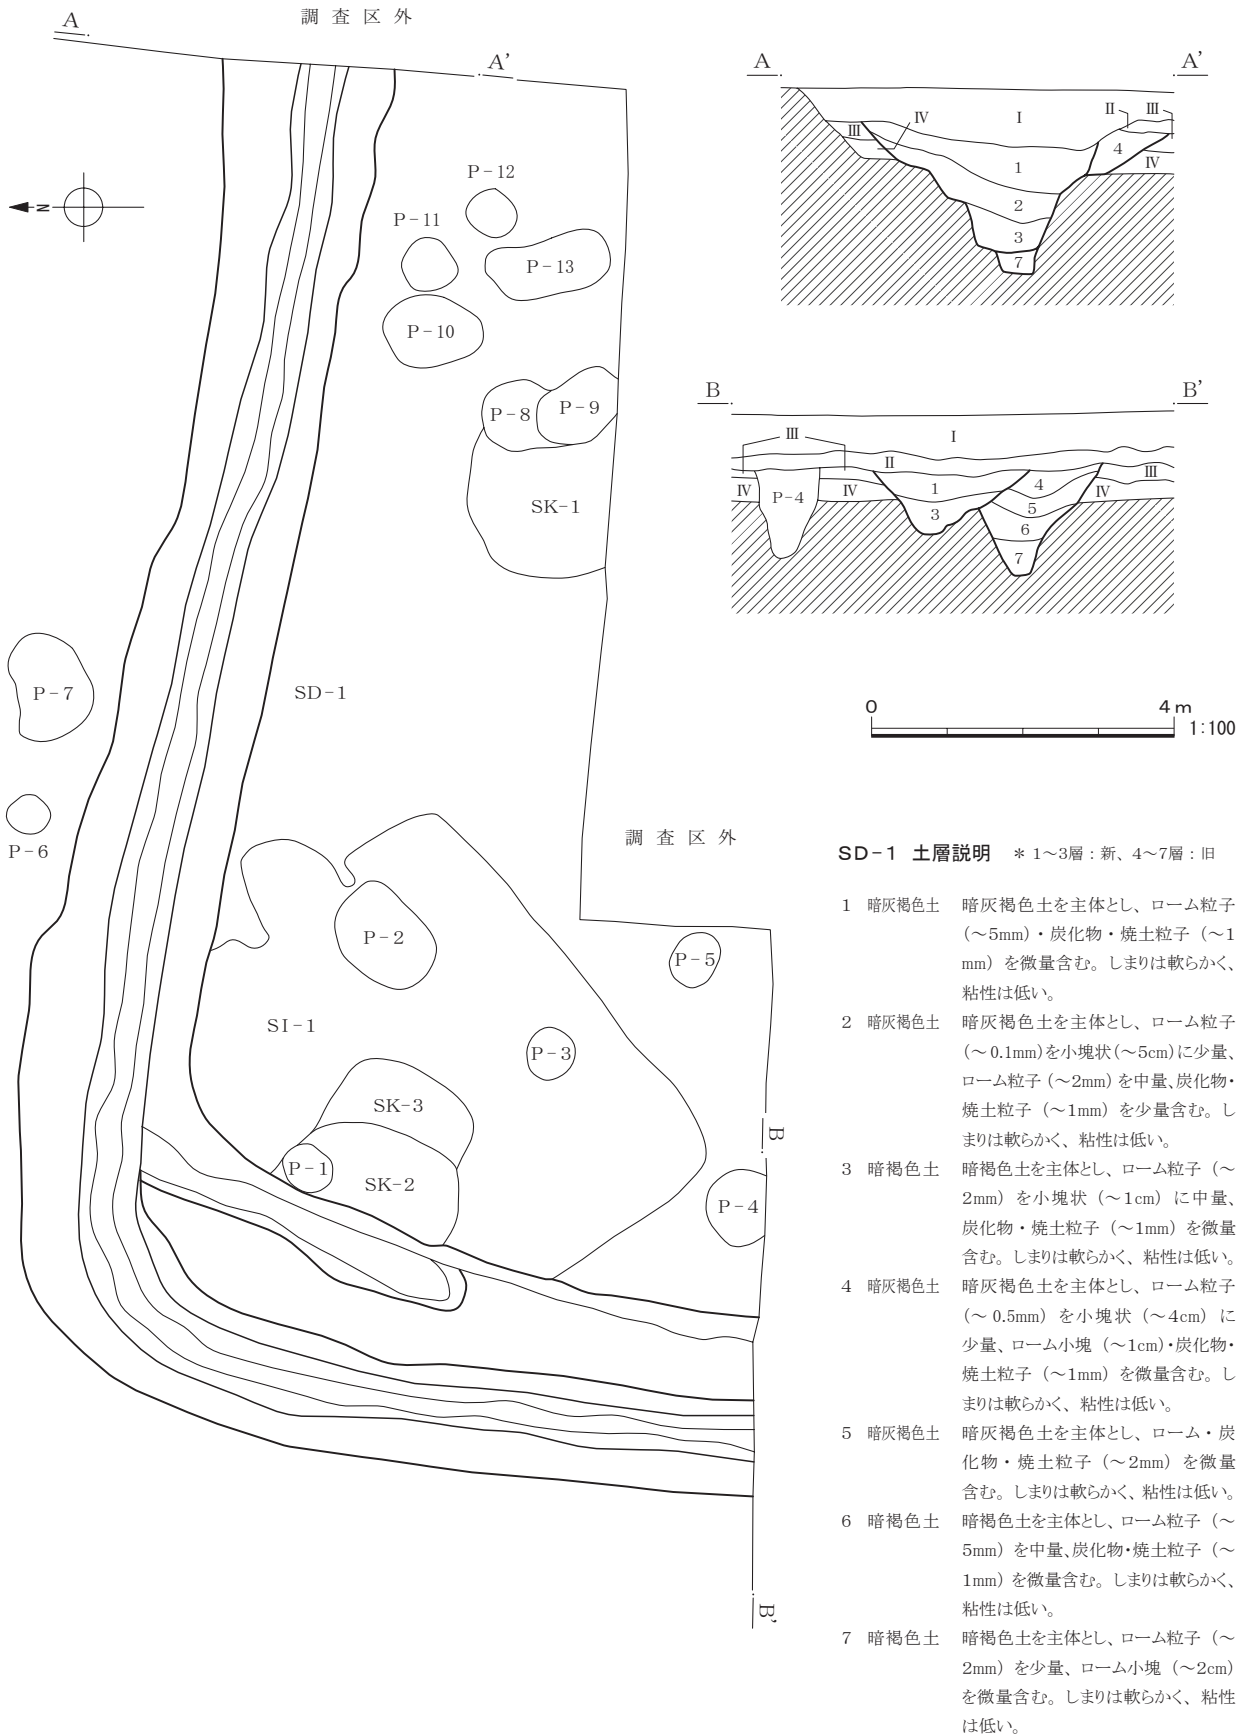 調査区外
A
A'
N
P-12
P-11
P-13
P-10
P-8
P-9
SK-1
P-7
SD-1
P-6
P-2
P-5
SI-1
P-3
SK-3
P-1
SK-2
P-4
B
B'
調査区外
A
A'
I
II
III
III
IV
IV
1
2
3
4
7
B
B'
I
II
III
III
IV
IV
IV
P-4
1
3
4
5
6
7
0
4m
1:100
SD-1 土層説明 * 1~3層:新、4~7層:旧
1 暗灰褐色土 暗灰褐色土を主体とし、ローム粒子
(~5mm)・炭化物・焼土粒子(~1
mm)を微量含む。しまりは軟らかく、
粘性は低い。
2 暗灰褐色土 暗灰褐色土を主体とし、ローム粒子
(~0.1mm)を小塊状(~5cm)に少量、
ローム粒子(~2mm)を中量、炭化物・
焼土粒子(~1mm)を少量含む。し
まりは軟らかく、粘性は低い。
3 暗褐色土 暗褐色土を主体とし、ローム粒子(~
2mm)を小塊状(~1cm)に中量、
炭化物・焼土粒子(~1mm)を微量
含む。しまりは軟らかく、粘性は低い。
4 暗灰褐色土 暗灰褐色土を主体とし、ローム粒子
(~0.5mm)を小塊状(~4cm)に
少量、ローム小塊(~1cm)・炭化物・
焼土粒子(~1mm)を微量含む。し
まりは軟らかく、粘性は低い。
5 暗灰褐色土 暗灰褐色土を主体とし、ローム・炭
化物・焼土粒子(~2mm)を微量
含む。しまりは軟らかく、粘性は低い。
6 暗褐色土 暗褐色土を主体とし、ローム粒子(~
5mm)を中量、炭化物・焼土粒子(~
1mm)を微量含む。しまりは軟らかく、
粘性は低い。
7 暗褐色土 暗褐色土を主体とし、ローム粒子(~
2mm)を少量、ローム小塊(~2cm)
を微量含む。しまりは軟らかく、粘性
は低い。